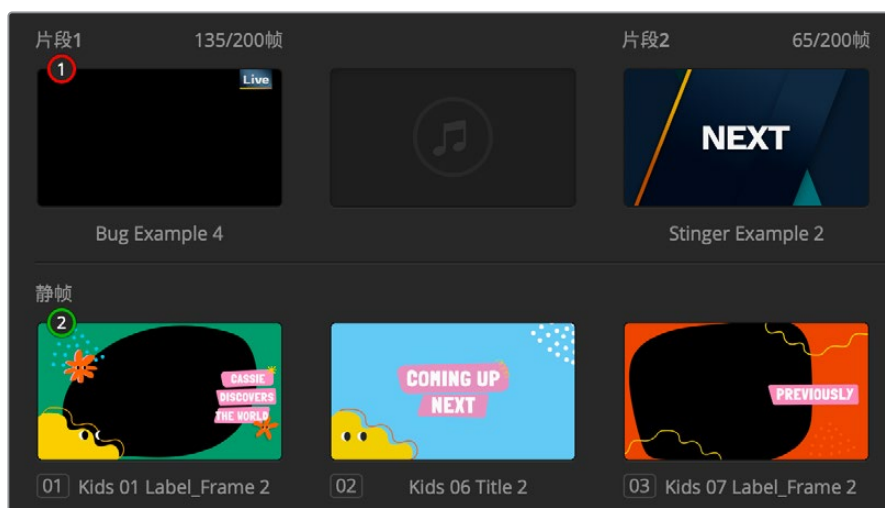 片段1 135/200帧 片段2 65/200帧
1
Live
NEXT
Bug Example 4 Stinger Example 2
静帧
2
CASSIE
DISCOVERS
THE WORLD
COMING UP
NEXT
PREVIOUSLY
01 Kids 01 Label_Frame 2 02 Kids 06 Title 2 03 Kids 07 Label_Frame 2